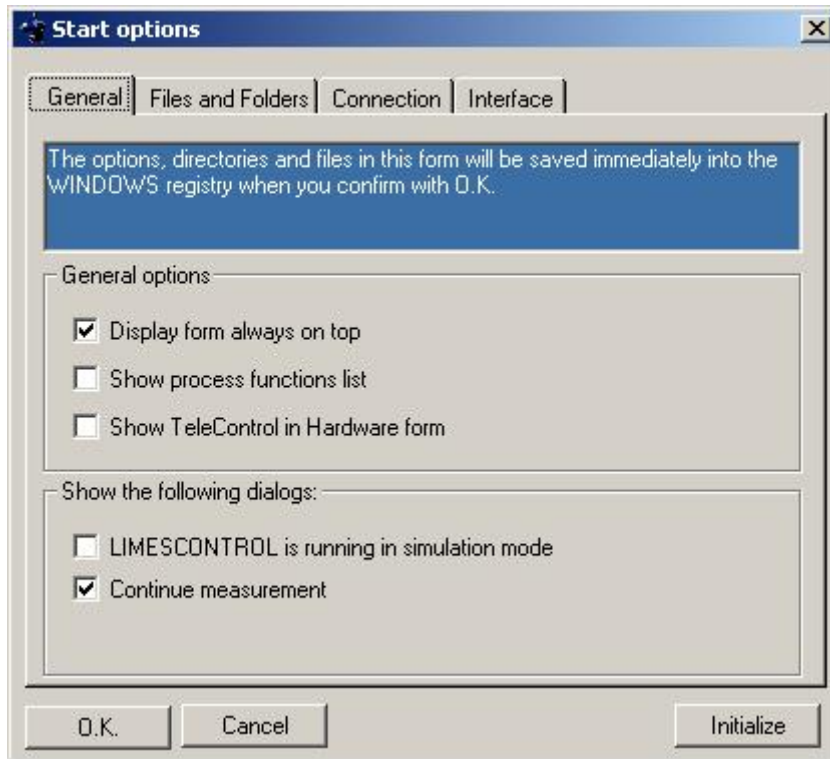 Start options
General
Files and Folders
Connection
Interface
The options, directories and files in this form will be saved immediately into the
WINDOWS registry when you confirm with O.K.
General options
Display form always on top
Show process functions list
Show TeleControl in Hardware form
Show the following dialogs:
LIMESCONTROL is running in simulation mode
Continue measurement
O.K.
Cancel
Initialize